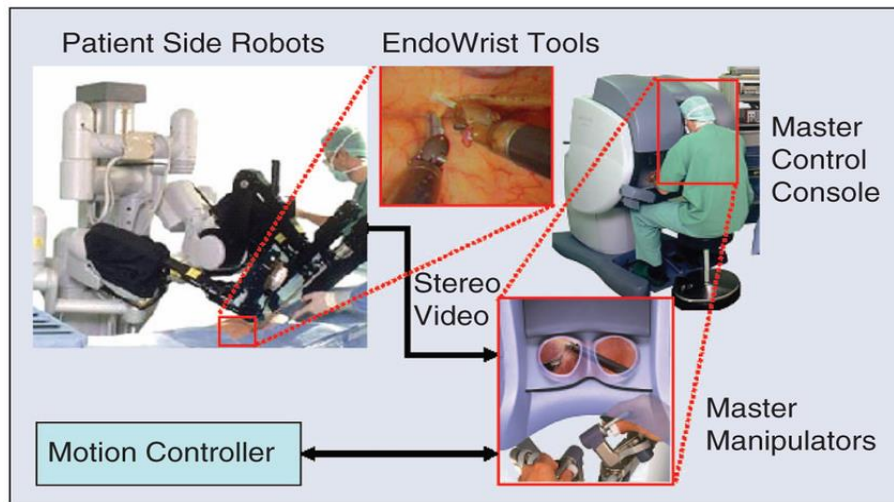 Patient Side Robots
EndoWrist Tools
Master
Control
Console
Stereo
Video
Master
Manipulators
Motion Controller